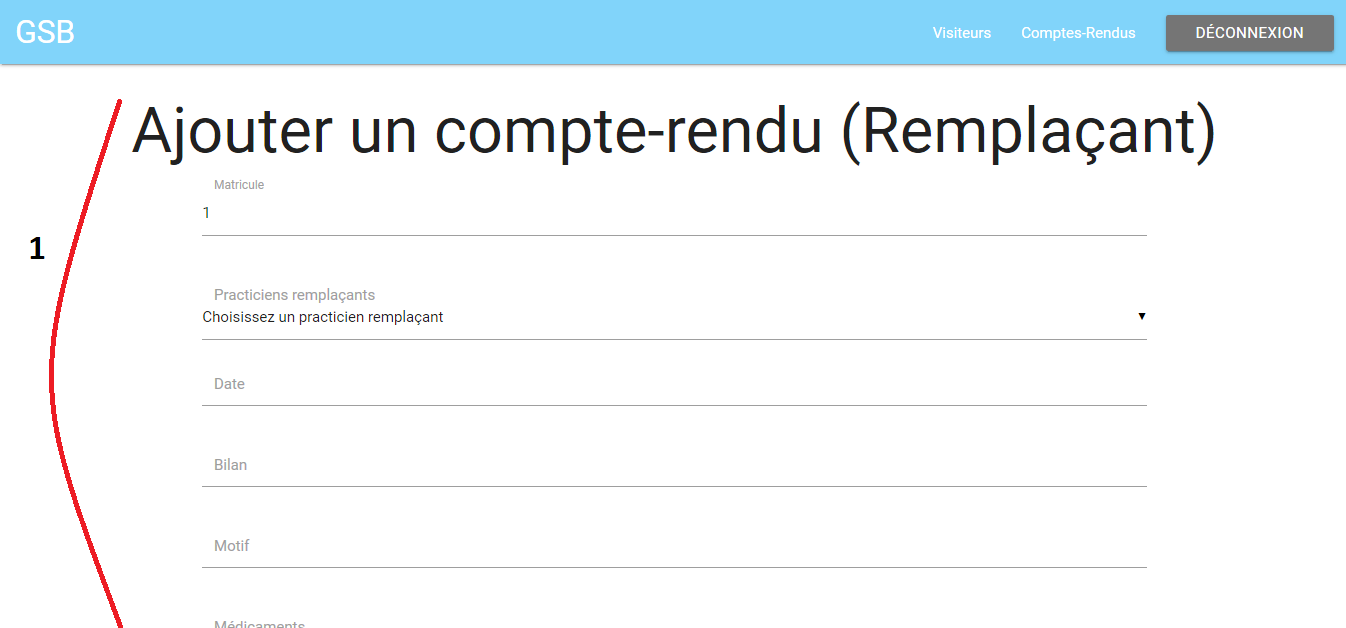 GSB
Visiteurs Comptes-Rendus DÉCONNEXION
Ajouter un compte-rendu (Remplaçant)
Matricule
1
1
Practiciens remplaçants
Choisissez un practicien remplaçant
Date
Bilan
Motif
Médicaments